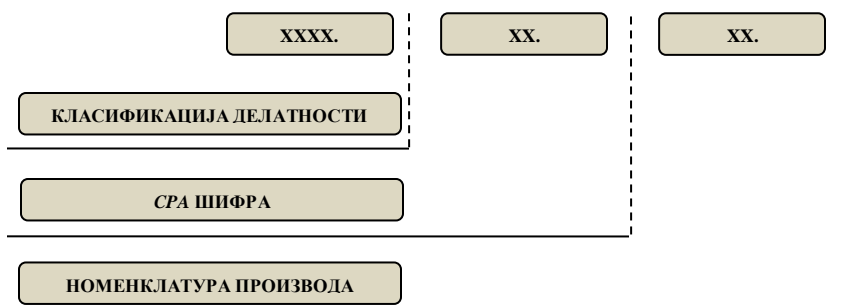 XXXX. XX. XX.
КЛАСИФИКАЦИЈА ДЕЛАТНОСТИ
CPA ШИФРА
НОМЕНКЛАТУРА ПРОИЗВОДА